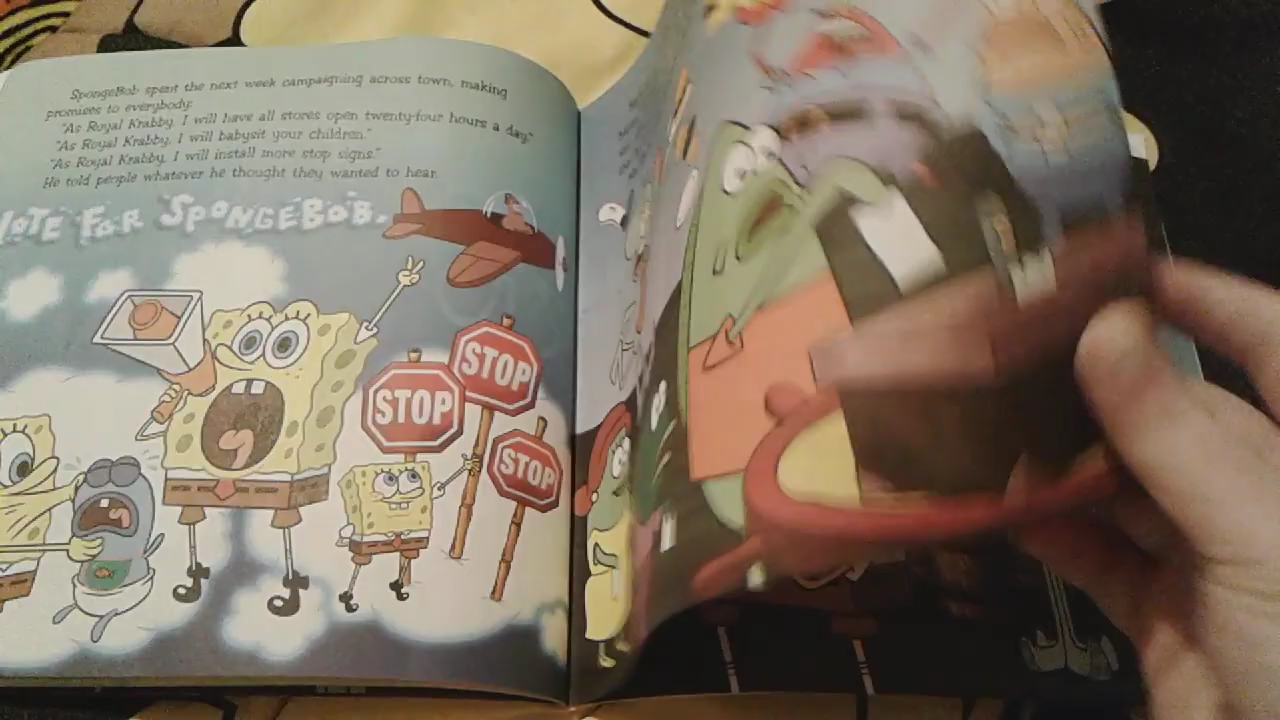 SpongeBob spent the next week campaigning across town, making
promises to everybody:
"As Royal Krabby, I will have all stores open twenty-four hours a day."
"As Royal Krabby, I will babysit your children."
"As Royal Krabby, I will install more stop signs."
He told people whatever he thought they wanted to hear.
VOTE FOR SPONGEBOB.
STOP
STOP
STOP